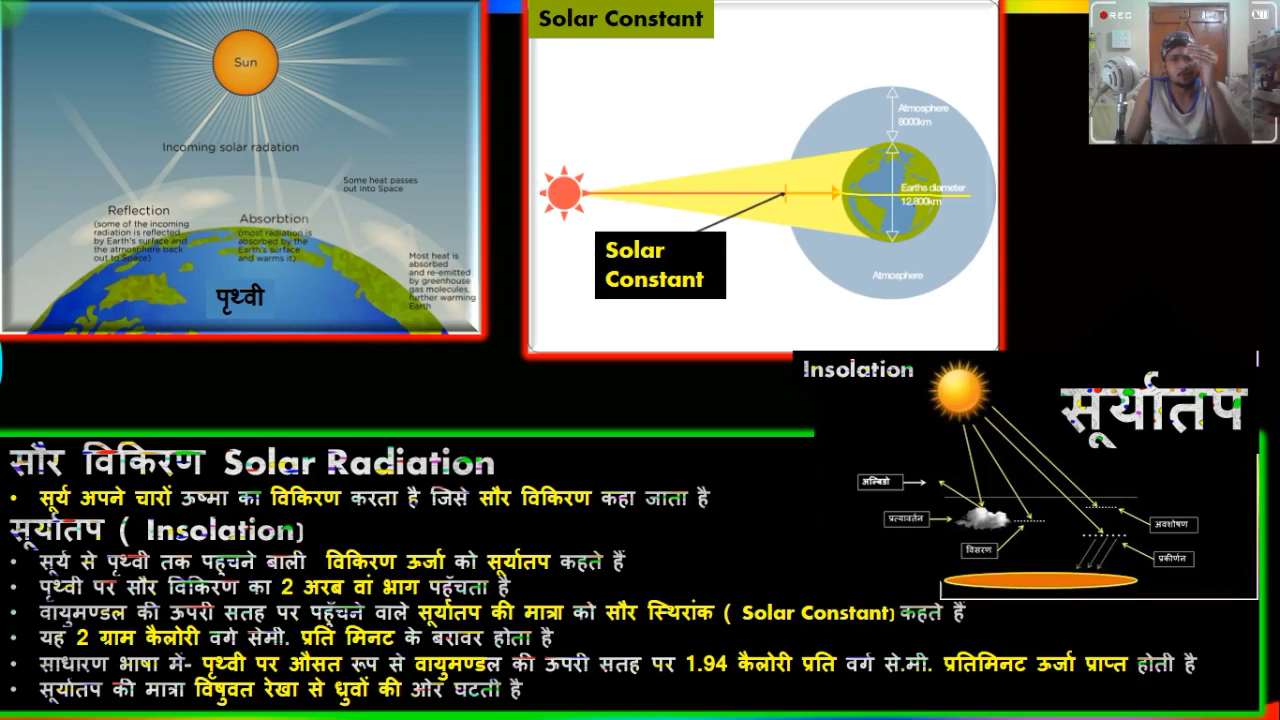 Sun
Incoming solar radation
Some heat passes
out into Space
Reflection
(some of the incoming
radiation is reflected
by Earth's surface and
the atmosphere back
out to Space)
Absorbtion
(most radiation is
absorbed by the
Earth's surface
and warms it)
Most heat is
absorbed
and re-emitted
by greenhouse
gas molecules,
further warming
Earth
पृथ्वी
Solar Constant
Atmosphere
8000km
Earths diameter
12.800km
Atmosphere
Solar
Constant
REC
Insolation
सूर्यातप
अल्बिडो
प्रत्यावर्तन
विसरण
अवशोषण
प्रकीर्णन
सौर विकिरण Solar Radiation
• सूर्य अपने चारों ऊष्मा का विकिरण करता है जिसे सौर विकिरण कहा जाता है
सूर्यातप ( Insolation)
• सूर्य से पृथ्वी तक पहुचने बाली विकिरण ऊर्जा को सूर्यातप कहते हैं
• पृथ्वी पर सौर विकिरण का 2 अरब वां भाग पहुँचता है
• वायुमण्डल की ऊपरी सतह पर पहुँचने वाले सूर्यातप की मात्रा को सौर स्थिरांक ( Solar Constant) कहते हैं
• यह 2 ग्राम कैलोरी वर्ग सेमी. प्रति मिनट के बराबर होता है
• साधारण भाषा में- पृथ्वी पर औसत रूप से वायुमण्डल की ऊपरी सतह पर 1.94 कैलोरी प्रति वर्ग से.मी. प्रतिमिनट ऊर्जा प्राप्त होती है
• सूर्यातप की मात्रा विषुवत रेखा से ध्रुवों की ओर घटती है